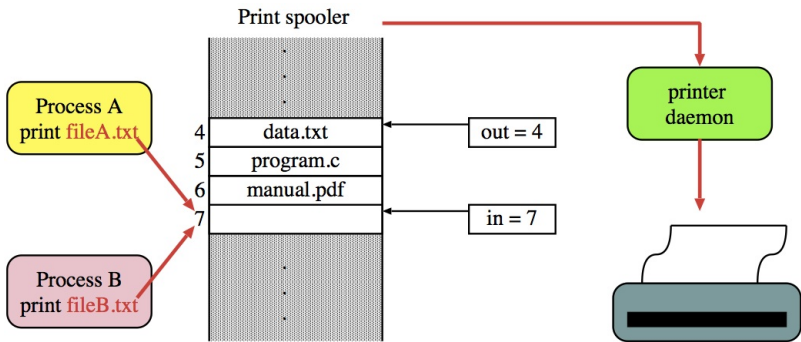 Print spooler
Process A
print fileA.txt
4
data.txt
out = 4
printer
daemon
5
program.c
6
manual.pdf
7
in = 7
Process B
print fileB.txt